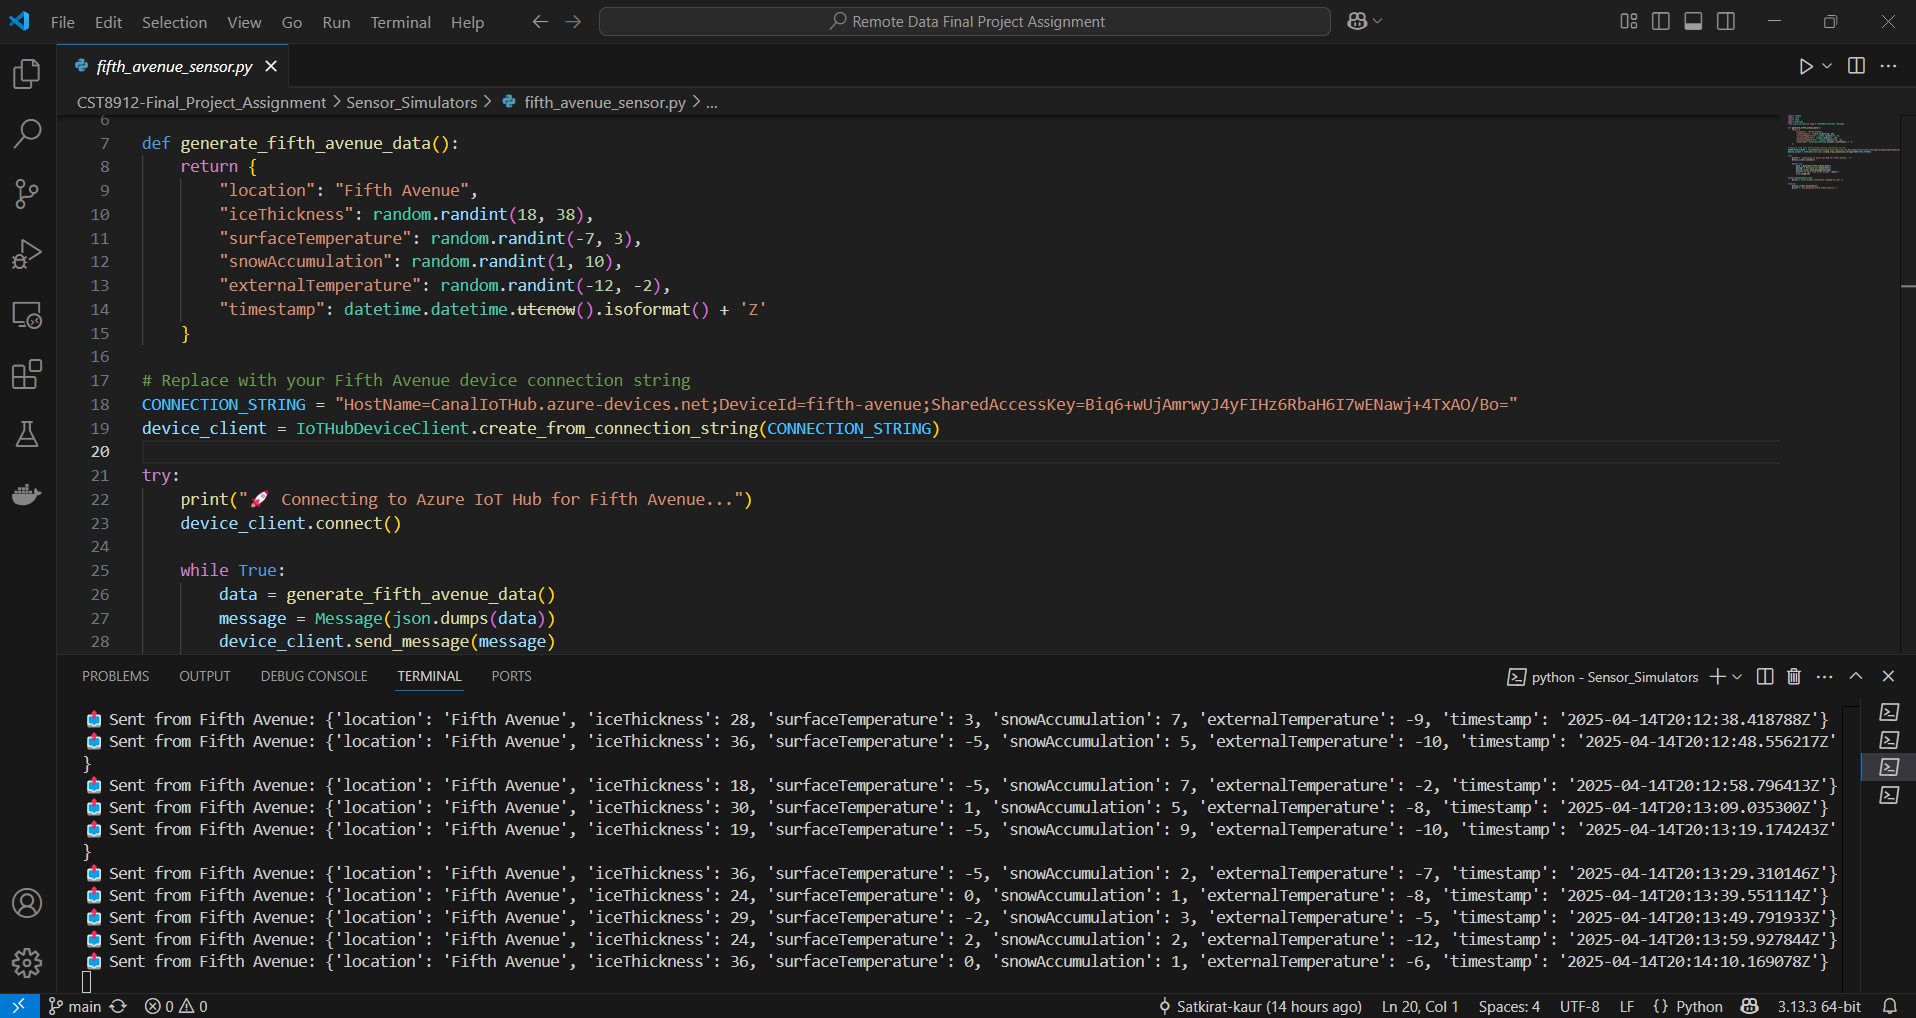 File Edit Selection View Go Run Terminal Help
Remote Data Final Project Assignment
fifth_avenue_sensor.py
CST8912-Final_Project_Assignment > Sensor_Simulators > fifth_avenue_sensor.py > ...
6
7 def generate_fifth_avenue_data():
8 return {
9 "location": "Fifth Avenue",
10 "iceThickness": random.randint(18, 38),
11 "surfaceTemperature": random.randint(-7, 3),
12 "snowAccumulation": random.randint(1, 10),
13 "externalTemperature": random.randint(-12, -2),
14 "timestamp": datetime.datetime.utcnow().isoformat() + 'Z'
15 }
16
17 # Replace with your Fifth Avenue device connection string
18 CONNECTION_STRING = "HostName=CanalIoTHub.azure-devices.net;DeviceId=fifth-avenue;SharedAccessKey=Biq6+wUjAmrwyJ4yFIHz6RbaH6I7wENawj+4TxAO/Bo="
19 device_client = IoTHubDeviceClient.create_from_connection_string(CONNECTION_STRING)
20
21 try:
22 print("🚀 Connecting to Azure IoT Hub for Fifth Avenue...")
23 device_client.connect()
24
25 while True:
26 data = generate_fifth_avenue_data()
27 message = Message(json.dumps(data))
28 device_client.send_message(message)
PROBLEMS OUTPUT DEBUG CONSOLE TERMINAL PORTS
python - Sensor_Simulators
📤 Sent from Fifth Avenue: {'location': 'Fifth Avenue', 'iceThickness': 28, 'surfaceTemperature': 3, 'snowAccumulation': 7, 'externalTemperature': -9, 'timestamp': '2025-04-14T20:12:38.418788Z'}
📤 Sent from Fifth Avenue: {'location': 'Fifth Avenue', 'iceThickness': 36, 'surfaceTemperature': -5, 'snowAccumulation': 5, 'externalTemperature': -10, 'timestamp': '2025-04-14T20:12:48.556217Z'
}
📤 Sent from Fifth Avenue: {'location': 'Fifth Avenue', 'iceThickness': 18, 'surfaceTemperature': -5, 'snowAccumulation': 7, 'externalTemperature': -2, 'timestamp': '2025-04-14T20:12:58.796413Z'}
📤 Sent from Fifth Avenue: {'location': 'Fifth Avenue', 'iceThickness': 30, 'surfaceTemperature': 1, 'snowAccumulation': 5, 'externalTemperature': -8, 'timestamp': '2025-04-14T20:13:09.035300Z'}
📤 Sent from Fifth Avenue: {'location': 'Fifth Avenue', 'iceThickness': 19, 'surfaceTemperature': -5, 'snowAccumulation': 9, 'externalTemperature': -10, 'timestamp': '2025-04-14T20:13:19.174243Z'
}
📤 Sent from Fifth Avenue: {'location': 'Fifth Avenue', 'iceThickness': 36, 'surfaceTemperature': -5, 'snowAccumulation': 2, 'externalTemperature': -7, 'timestamp': '2025-04-14T20:13:29.310146Z'}
📤 Sent from Fifth Avenue: {'location': 'Fifth Avenue', 'iceThickness': 24, 'surfaceTemperature': 0, 'snowAccumulation': 1, 'externalTemperature': -8, 'timestamp': '2025-04-14T20:13:39.551114Z'}
📤 Sent from Fifth Avenue: {'location': 'Fifth Avenue', 'iceThickness': 29, 'surfaceTemperature': -2, 'snowAccumulation': 3, 'externalTemperature': -5, 'timestamp': '2025-04-14T20:13:49.791933Z'}
📤 Sent from Fifth Avenue: {'location': 'Fifth Avenue', 'iceThickness': 24, 'surfaceTemperature': 2, 'snowAccumulation': 2, 'externalTemperature': -12, 'timestamp': '2025-04-14T20:13:59.927844Z'}
📤 Sent from Fifth Avenue: {'location': 'Fifth Avenue', 'iceThickness': 36, 'surfaceTemperature': 0, 'snowAccumulation': 1, 'externalTemperature': -6, 'timestamp': '2025-04-14T20:14:10.169078Z'}
main 0 0 Satkirat-kaur (14 hours ago) Ln 20, Col 1 Spaces: 4 UTF-8 LF {} Python 3.13.3 64-bit